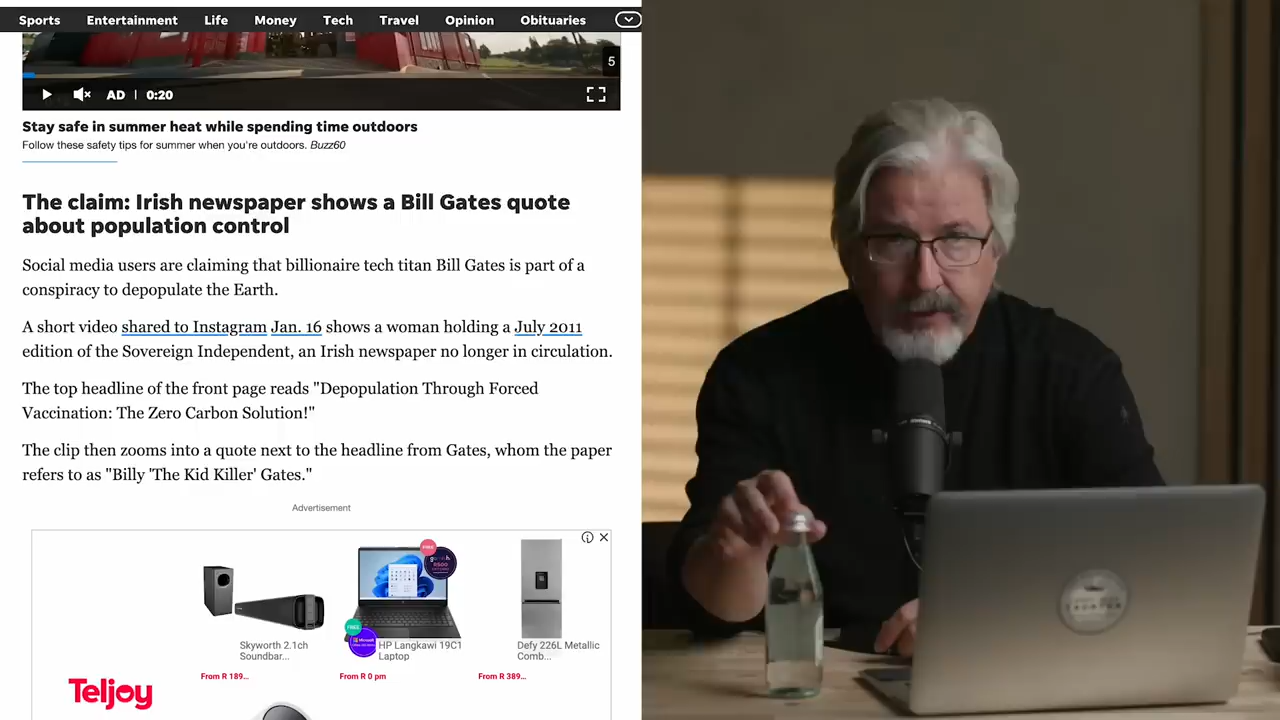 Sports Entertainment Life Money Tech Travel Opinion Obituaries
5
AD 0:20
Stay safe in summer heat while spending time outdoors
Follow these safety tips for summer when you're outdoors. Buzz60
The claim: Irish newspaper shows a Bill Gates quote
about population control
Social media users are claiming that billionaire tech titan Bill Gates is part of a
conspiracy to depopulate the Earth.
A short video shared to Instagram Jan. 16 shows a woman holding a July 2011
edition of the Sovereign Independent, an Irish newspaper no longer in circulation.
The top headline of the front page reads "Depopulation Through Forced
Vaccination: The Zero Carbon Solution!"
The clip then zooms into a quote next to the headline from Gates, whom the paper
refers to as "Billy 'The Kid Killer' Gates."
Advertisement
FREE
R500
FREE
Microsoft
Skyworth 2.1ch
Soundbar...
From R 189...
HP Langkawi 19C1
Laptop
From R 0 pm
Defy 226L Metallic
Comb...
From R 389...
Teljoy